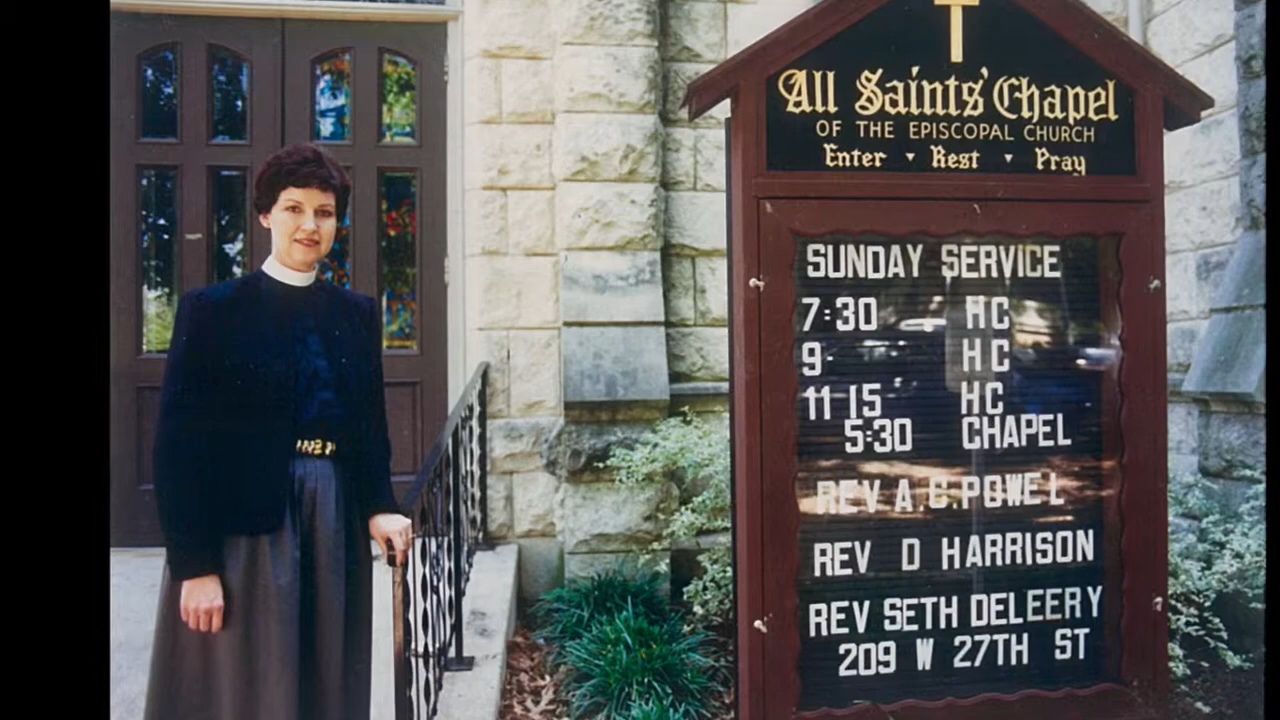 All Saints' Chapel
OF THE EPISCOPAL CHURCH
Enter ▾ Rest ▾ Pray
SUNDAY SERVICE
7:30 HC
9- HC
11 15 HC
5:30 CHAPEL
REV A.C.POWEL
REV D HARRISON
REV SETH DELEERY
209 W 27TH ST